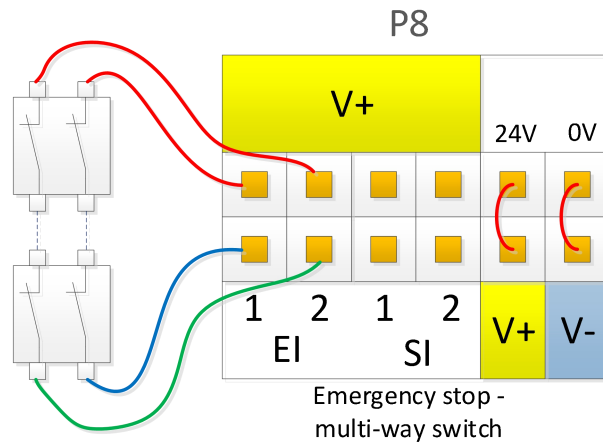 P8
V+
24V 0V
1 2 1 2
EI SI
V+ V-
Emergency stop -
multi-way switch